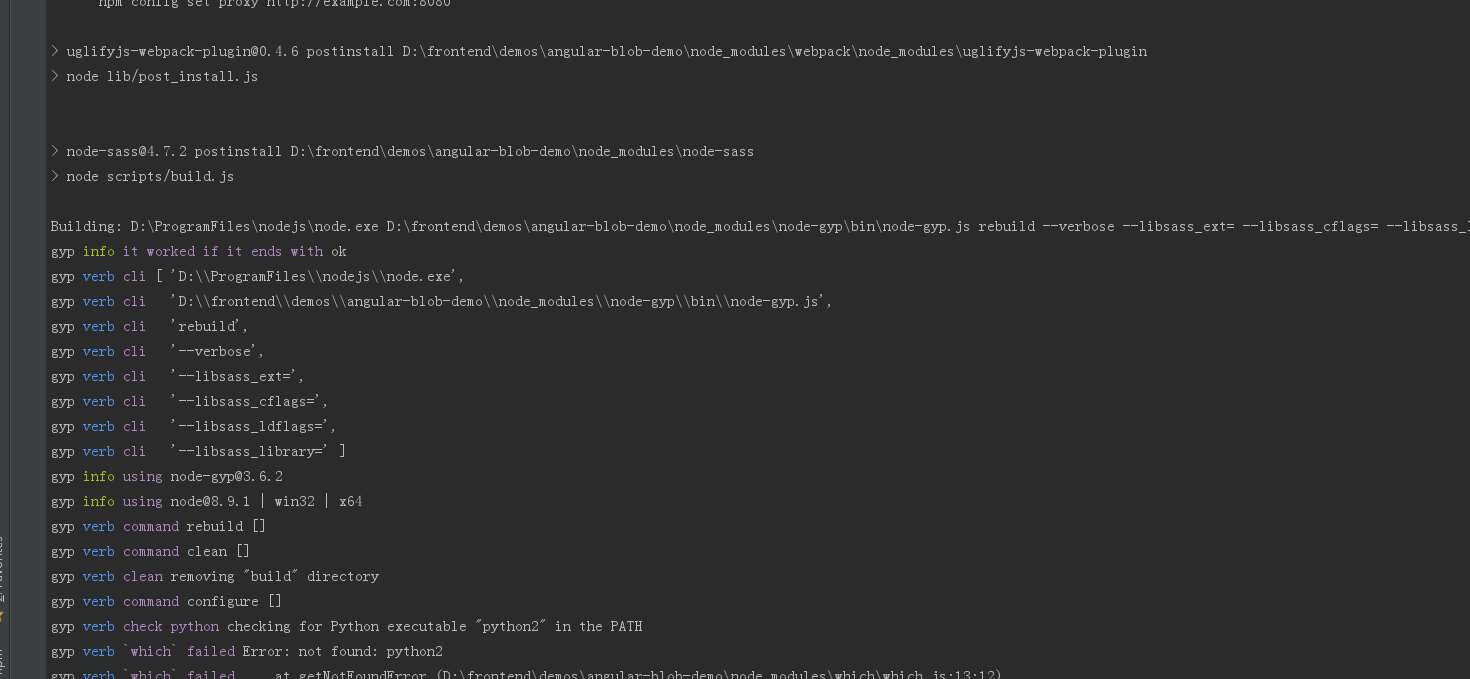 npm config set proxy http://example.com:8080
> uglifyjs-webpack-plugin@0.4.6 postinstall D:\frontend\demos\angular-blob-demo\node_modules\webpack\node_modules\uglifyjs-webpack-plugin
> node lib/post_install.js
> node-sass@4.7.2 postinstall D:\frontend\demos\angular-blob-demo\node_modules\node-sass
> node scripts/build.js
Building: D:\ProgramFiles\nodejs\node.exe D:\frontend\demos\angular-blob-demo\node_modules\node-gyp\bin\node-gyp.js rebuild --verbose --libsass_ext= --libsass_cflags= --libsass_
gyp info it worked if it ends with ok
gyp verb cli [ 'D:\\ProgramFiles\\nodejs\\node.exe',
gyp verb cli   'D:\\frontend\\demos\\angular-blob-demo\\node_modules\\node-gyp\\bin\\node-gyp.js',
gyp verb cli   'rebuild',
gyp verb cli   '--verbose',
gyp verb cli   '--libsass_ext=',
gyp verb cli   '--libsass_cflags=',
gyp verb cli   '--libsass_ldflags=',
gyp verb cli   '--libsass_library=' ]
gyp info using node-gyp@3.6.2
gyp info using node@8.9.1 | win32 | x64
gyp verb command rebuild []
gyp verb command clean []
gyp verb clean removing "build" directory
gyp verb command configure []
gyp verb check python checking for Python executable "python2" in the PATH
gyp verb `which` failed Error: not found: python2
gyp verb `which` failed     at getNotFoundError (D:\frontend\demos\angular-blob-demo\node_modules\which\which.js:13:12)
2: Favorites
npm